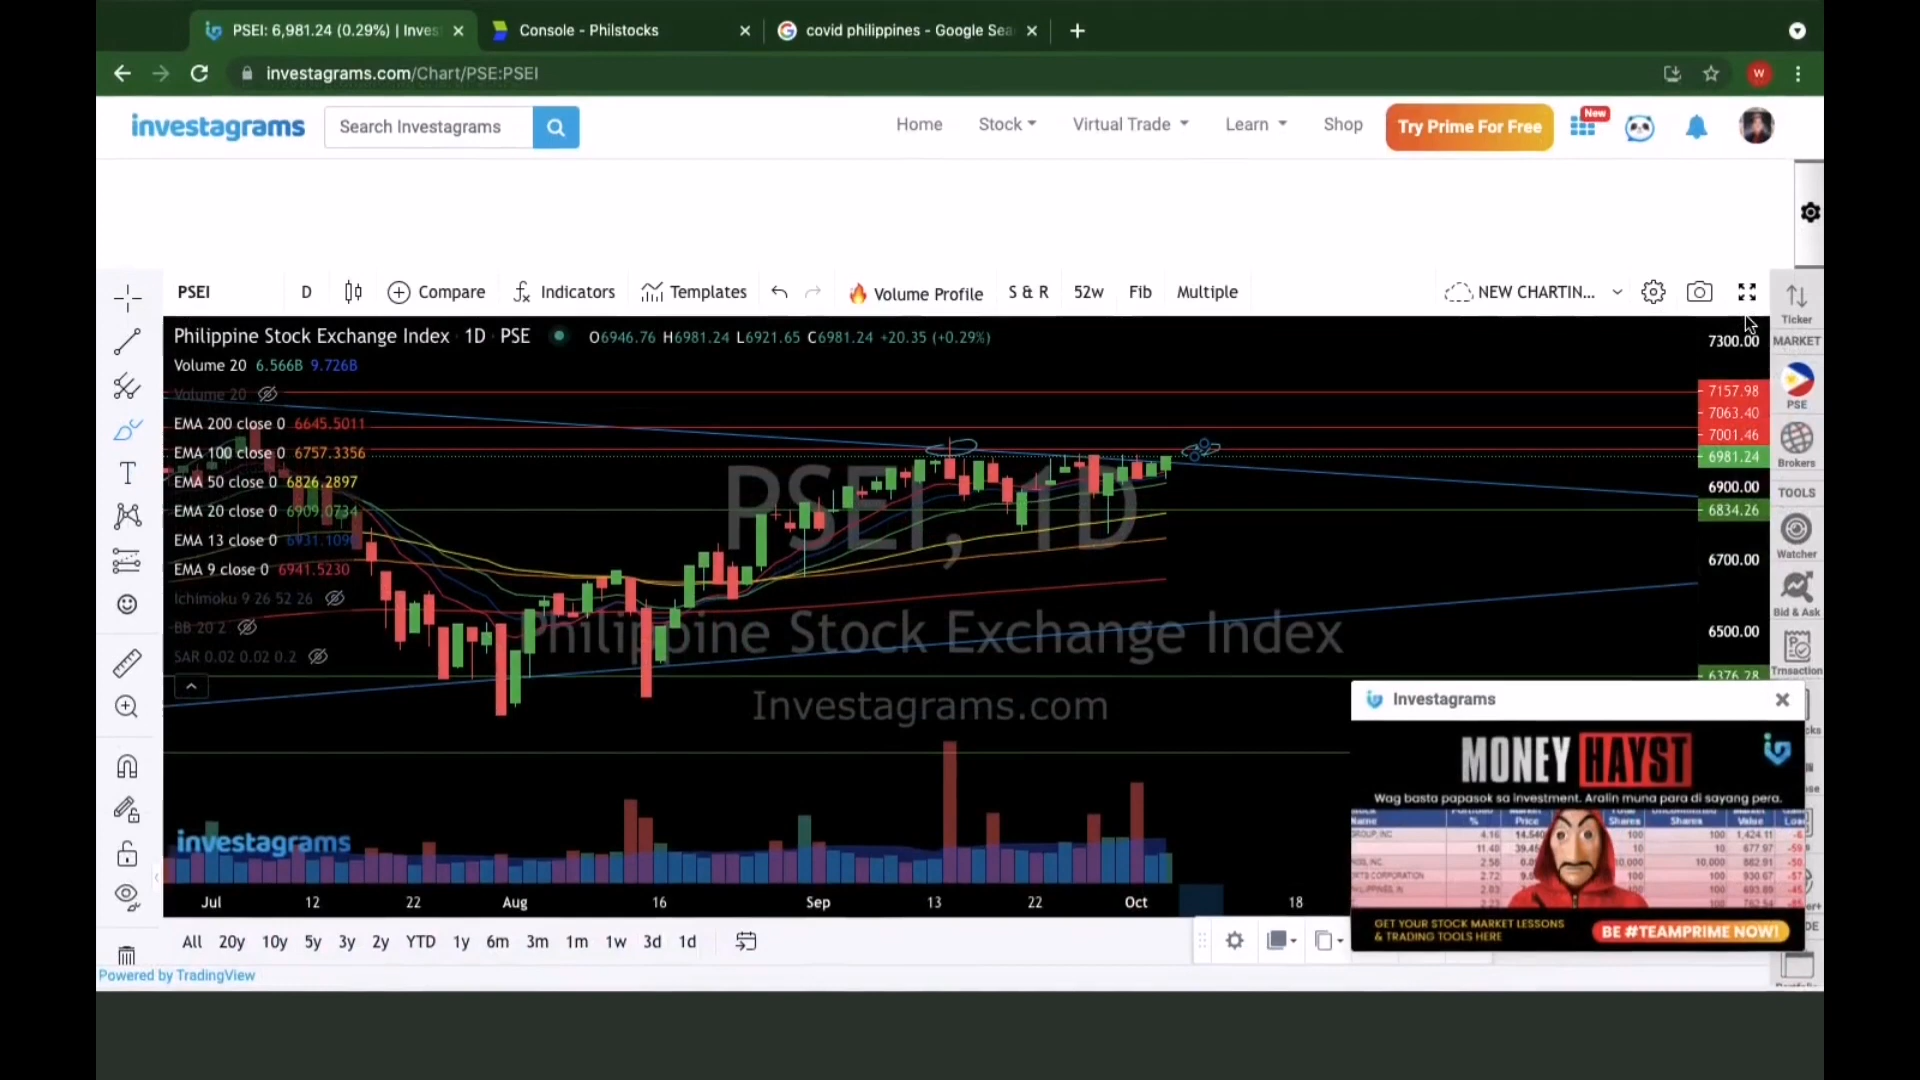 PSEI: 6,981.24 (0.29%) | Inves
Console - Philstocks
covid philippines - Google Sea
investagrams.com/Chart/PSE:PSEI
W
investagrams
Search Investagrams
Home
Stock
Virtual Trade
Learn
Shop
Try Prime For Free
New
PSEI
D
Compare
Indicators
Templates
Volume Profile
S & R
52w
Fib
Multiple
NEW CHARTIN...
Ticker
Philippine Stock Exchange Index · 1D · PSE
O6946.76 H6981.24 L6921.65 C6981.24 +20.35 (+0.29%)
7300.00
MARKET
Volume 20 6.566B 9.726B
Volume 20
7157.98
PSE
EMA 200 close 0 6645.5011
7063.40
7001.46
EMA 100 close 0 6757.3356
6981.24
Brokers
EMA 50 close 0 6826.2897
6900.00
TOOLS
EMA 20 close 0 6909.0734
6834.26
EMA 13 close 0
Watcher
6700.00
EMA 9 close 0 6941.5230
Ichimoku 9 26 52 26
Bid & Ask
BB 20 2
6500.00
SAR 0.02 0.02 0.2
6376.28
Trnsaction
PSEI, 1D
Philippine Stock Exchange Index
Investagrams.com
Investagrams
MONEY HAYST
Wag basta papasok sa investment. Aralin muna para di sayang pera.
GET YOUR STOCK MARKET LESSONS
& TRADING TOOLS HERE
BE #TEAMPRIME NOW!
investagrams
Jul
12
22
Aug
16
Sep
13
22
Oct
18
All
20y
10y
5y
3y
2y
YTD
1y
6m
3m
1m
1w
3d
1d
Powered by TradingView